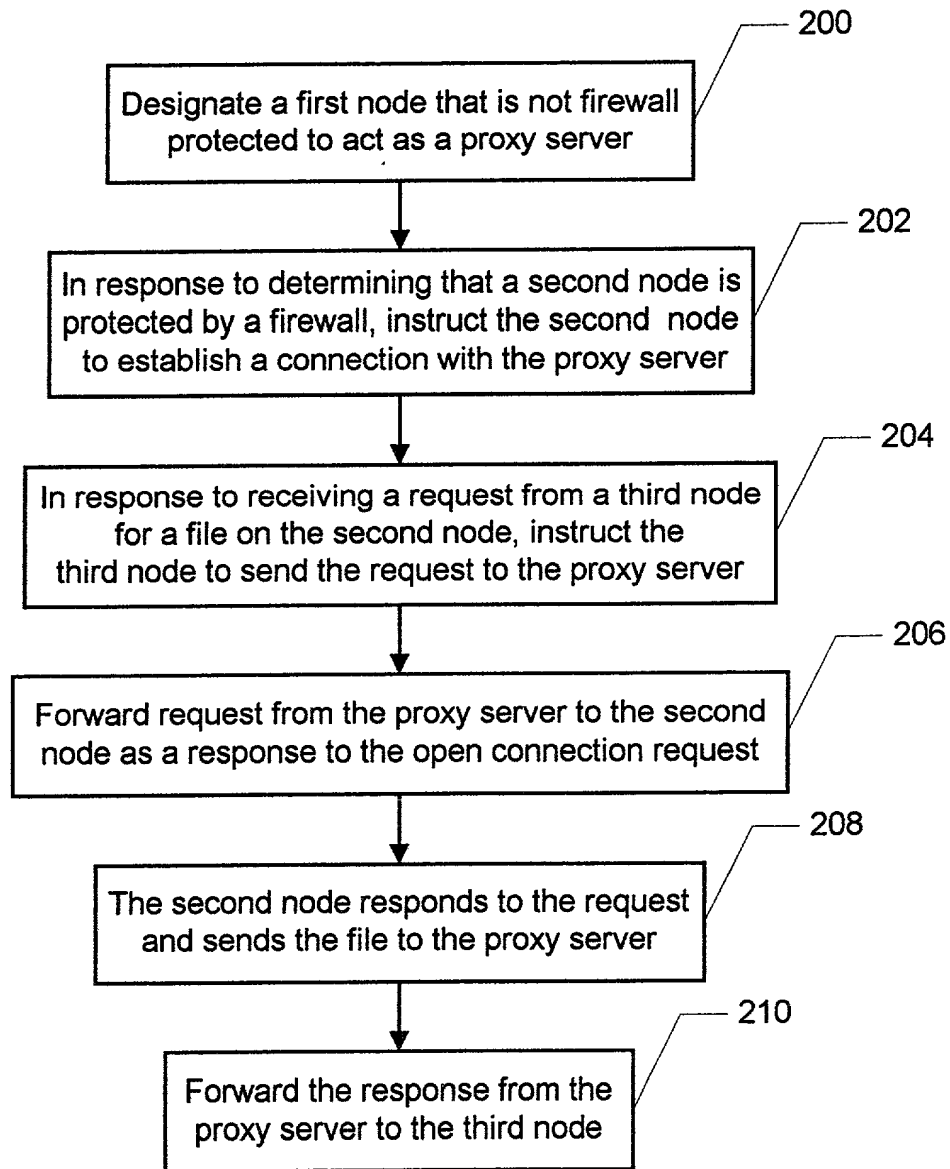 200
Designate a first node that is not firewall
protected to act as a proxy server
202
In response to determining that a second node is
protected by a firewall, instruct the second node
to establish a connection with the proxy server
204
In response to receiving a request from a third node
for a file on the second node, instruct the
third node to send the request to the proxy server
206
Forward request from the proxy server to the second
node as a response to the open connection request
208
The second node responds to the request
and sends the file to the proxy server
210
Forward the response from the
proxy server to the third node